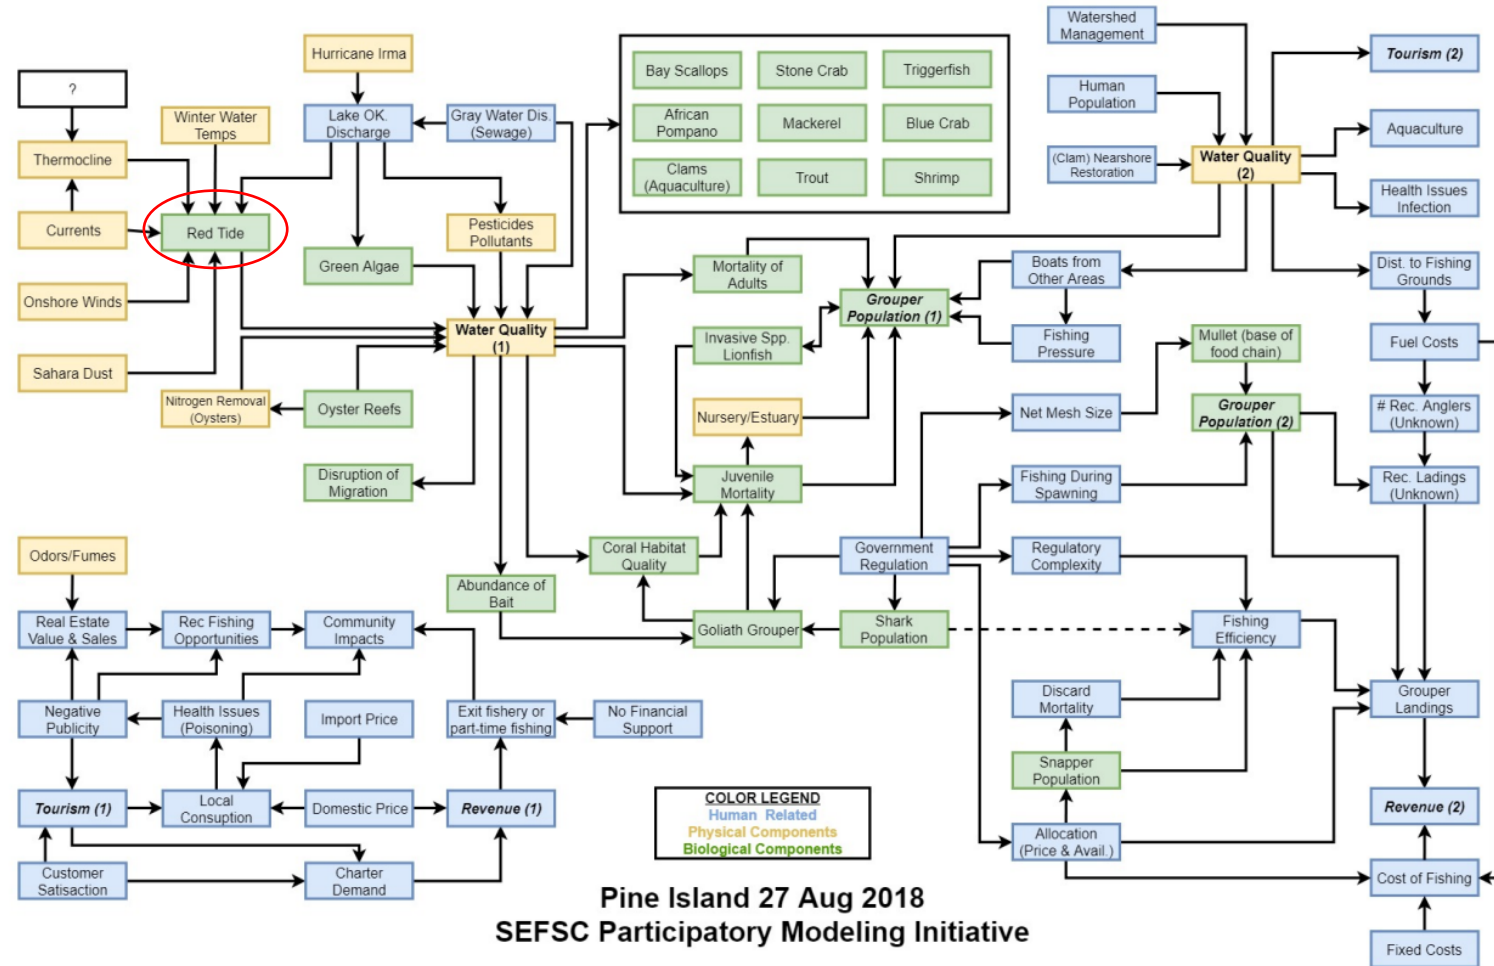 ?
Winter Water
Temps
Thermocline
Currents
Red Tide
Onshore Winds
Sahara Dust
Hurricane Irma
Lake OK.
Discharge
Gray Water Dis.
(Sewage)
Pesticides
Pollutants
Green Algae
Water Quality
(1)
Nitrogen Removal
(Oysters)
Oyster Reefs
Disruption of
Migration
Bay Scallops
Stone Crab
Triggerfish
African
Pompano
Mackerel
Blue Crab
Clams
(Aquaculture)
Trout
Shrimp
Mortality of
Adults
Invasive Spp.
Lionfish
Nursery/Estuary
Juvenile
Mortality
Coral Habitat
Quality
Abundance of
Bait
Goliath Grouper
Grouper
Population (1)
Government
Regulation
Shark
Population
Watershed
Management
Human
Population
(Clam) Nearshore
Restoration
Water Quality
(2)
Tourism (2)
Aquaculture
Health Issues
Infection
Boats from
Other Areas
Fishing
Pressure
Dist. to Fishing
Grounds
Fuel Costs
# Rec. Anglers
(Unknown)
Rec. Ladings
(Unknown)
Mullet (base of
food chain)
Grouper
Population (2)
Net Mesh Size
Fishing During
Spawning
Regulatory
Complexity
Fishing
Efficiency
Discard
Mortality
Snapper
Population
Allocation
(Price & Avail.)
Grouper
Landings
Revenue (2)
Cost of Fishing
Fixed Costs
Odors/Fumes
Real Estate
Value & Sales
Rec Fishing
Opportunities
Community
Impacts
Negative
Publicity
Health Issues
(Poisoning)
Import Price
Exit fishery or
part-time fishing
No Financial
Support
Tourism (1)
Local
Consuption
Domestic Price
Revenue (1)
Customer
Satisaction
Charter
Demand
COLOR LEGEND
Human Related
Physical Components
Biological Components
Pine Island 27 Aug 2018
SEFSC Participatory Modeling Initiative